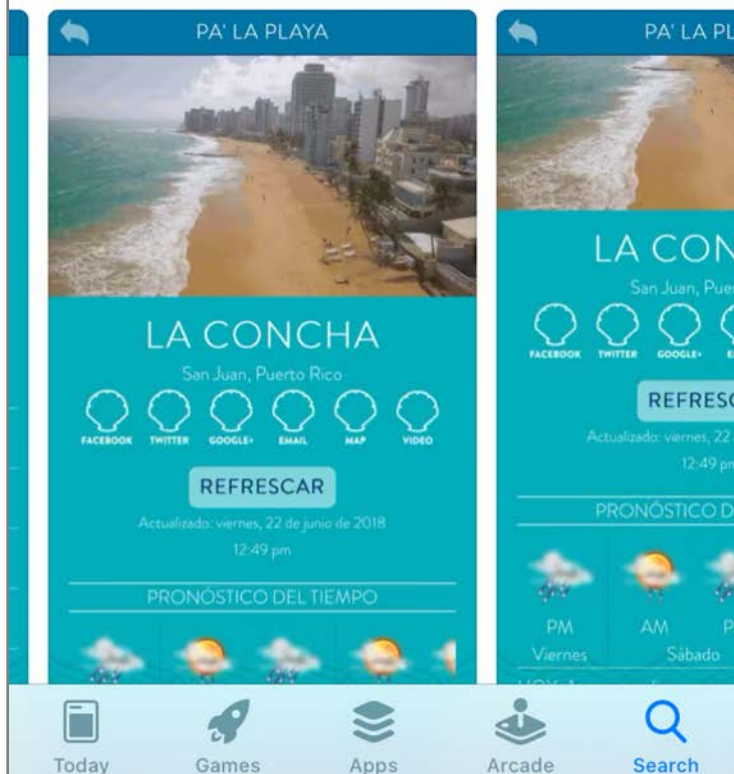 PA' LA PLAYA
LA CONCHA
San Juan, Puerto Rico
FACEBOOK TWITTER GOOGLE+ EMAIL MAP VIDEO
REFRESCAR
Actualizado: viernes, 22 de junio de 2018
12:49 pm
PRONÓSTICO DEL TIEMPO
PA' LA PL
LA CON
San Juan, Puer
FACEBOOK TWITTER GOOGLE+
REFRESC
Actualizado: viernes, 22
12:49 pm
PRONÓSTICO D
PM AM P
Viernes Sábado
Today Games Apps Arcade Search